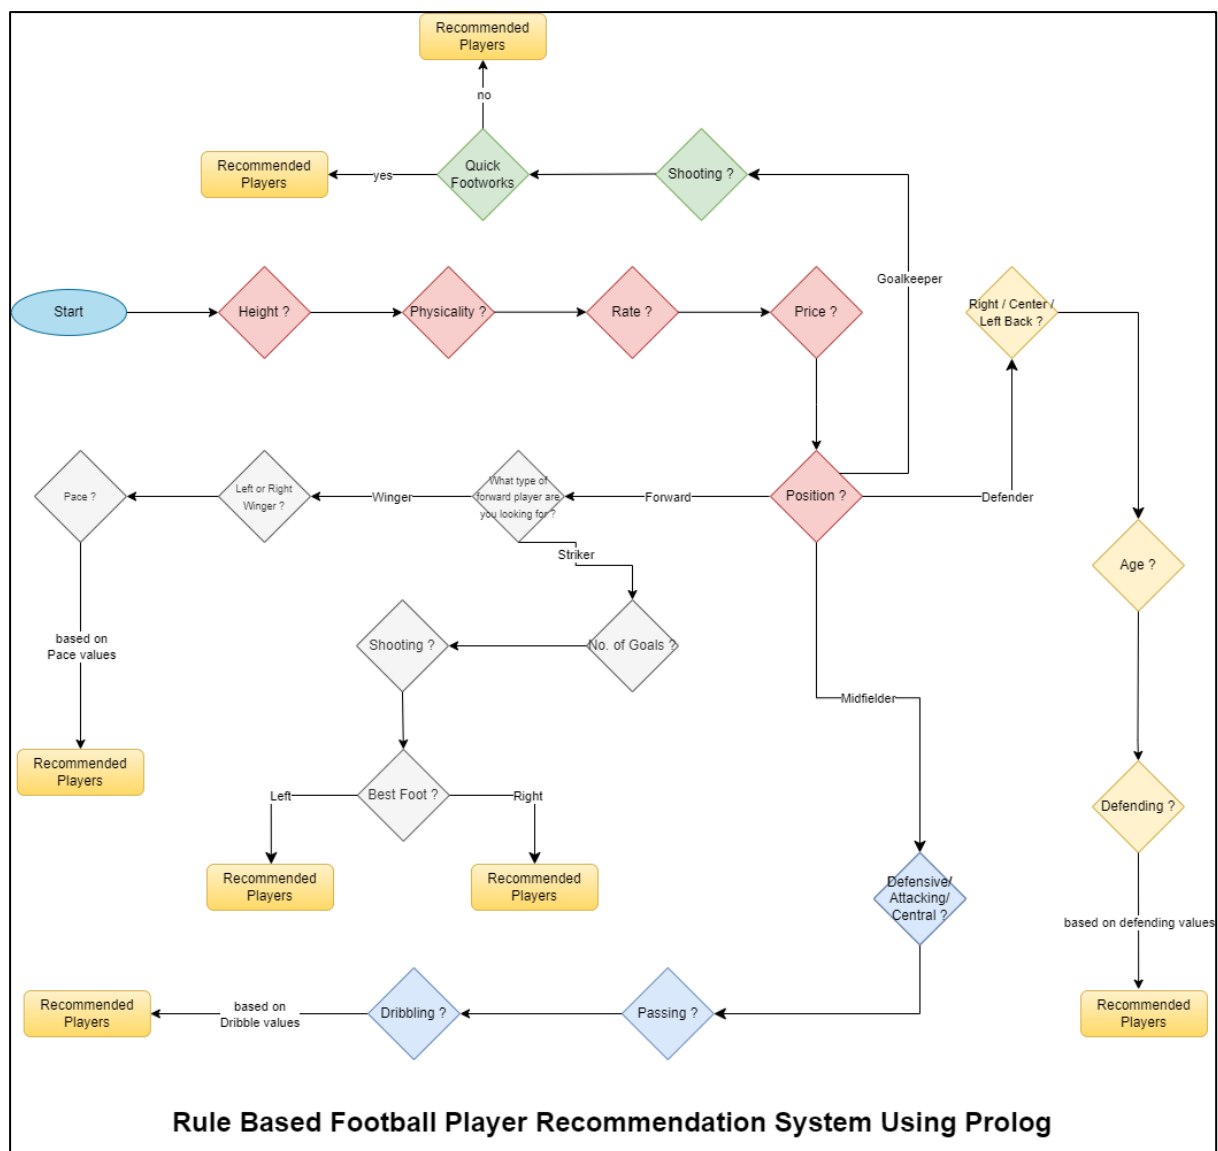 Recommended
Players
no
Recommended
Players
yes
Quick
Footworks
Shooting ?
Goalkeeper
Start
Height ?
Physicality ?
Rate ?
Price ?
Right / Center /
Left Back ?
Pace ?
Left or Right
Winger ?
Winger
What type of
forward player are
you looking for ?
Forward
Position ?
Defender
Striker
Age ?
based on
Pace values
Shooting ?
No. of Goals ?
Midfielder
Recommended
Players
Left
Best Foot ?
Right
Defending ?
Recommended
Players
Recommended
Players
Defensive/
Attacking/
Central ?
based on defending values
Recommended
Players
based on
Dribble values
Dribbling ?
Passing ?
Recommended
Players
Rule Based Football Player Recommendation System Using Prolog